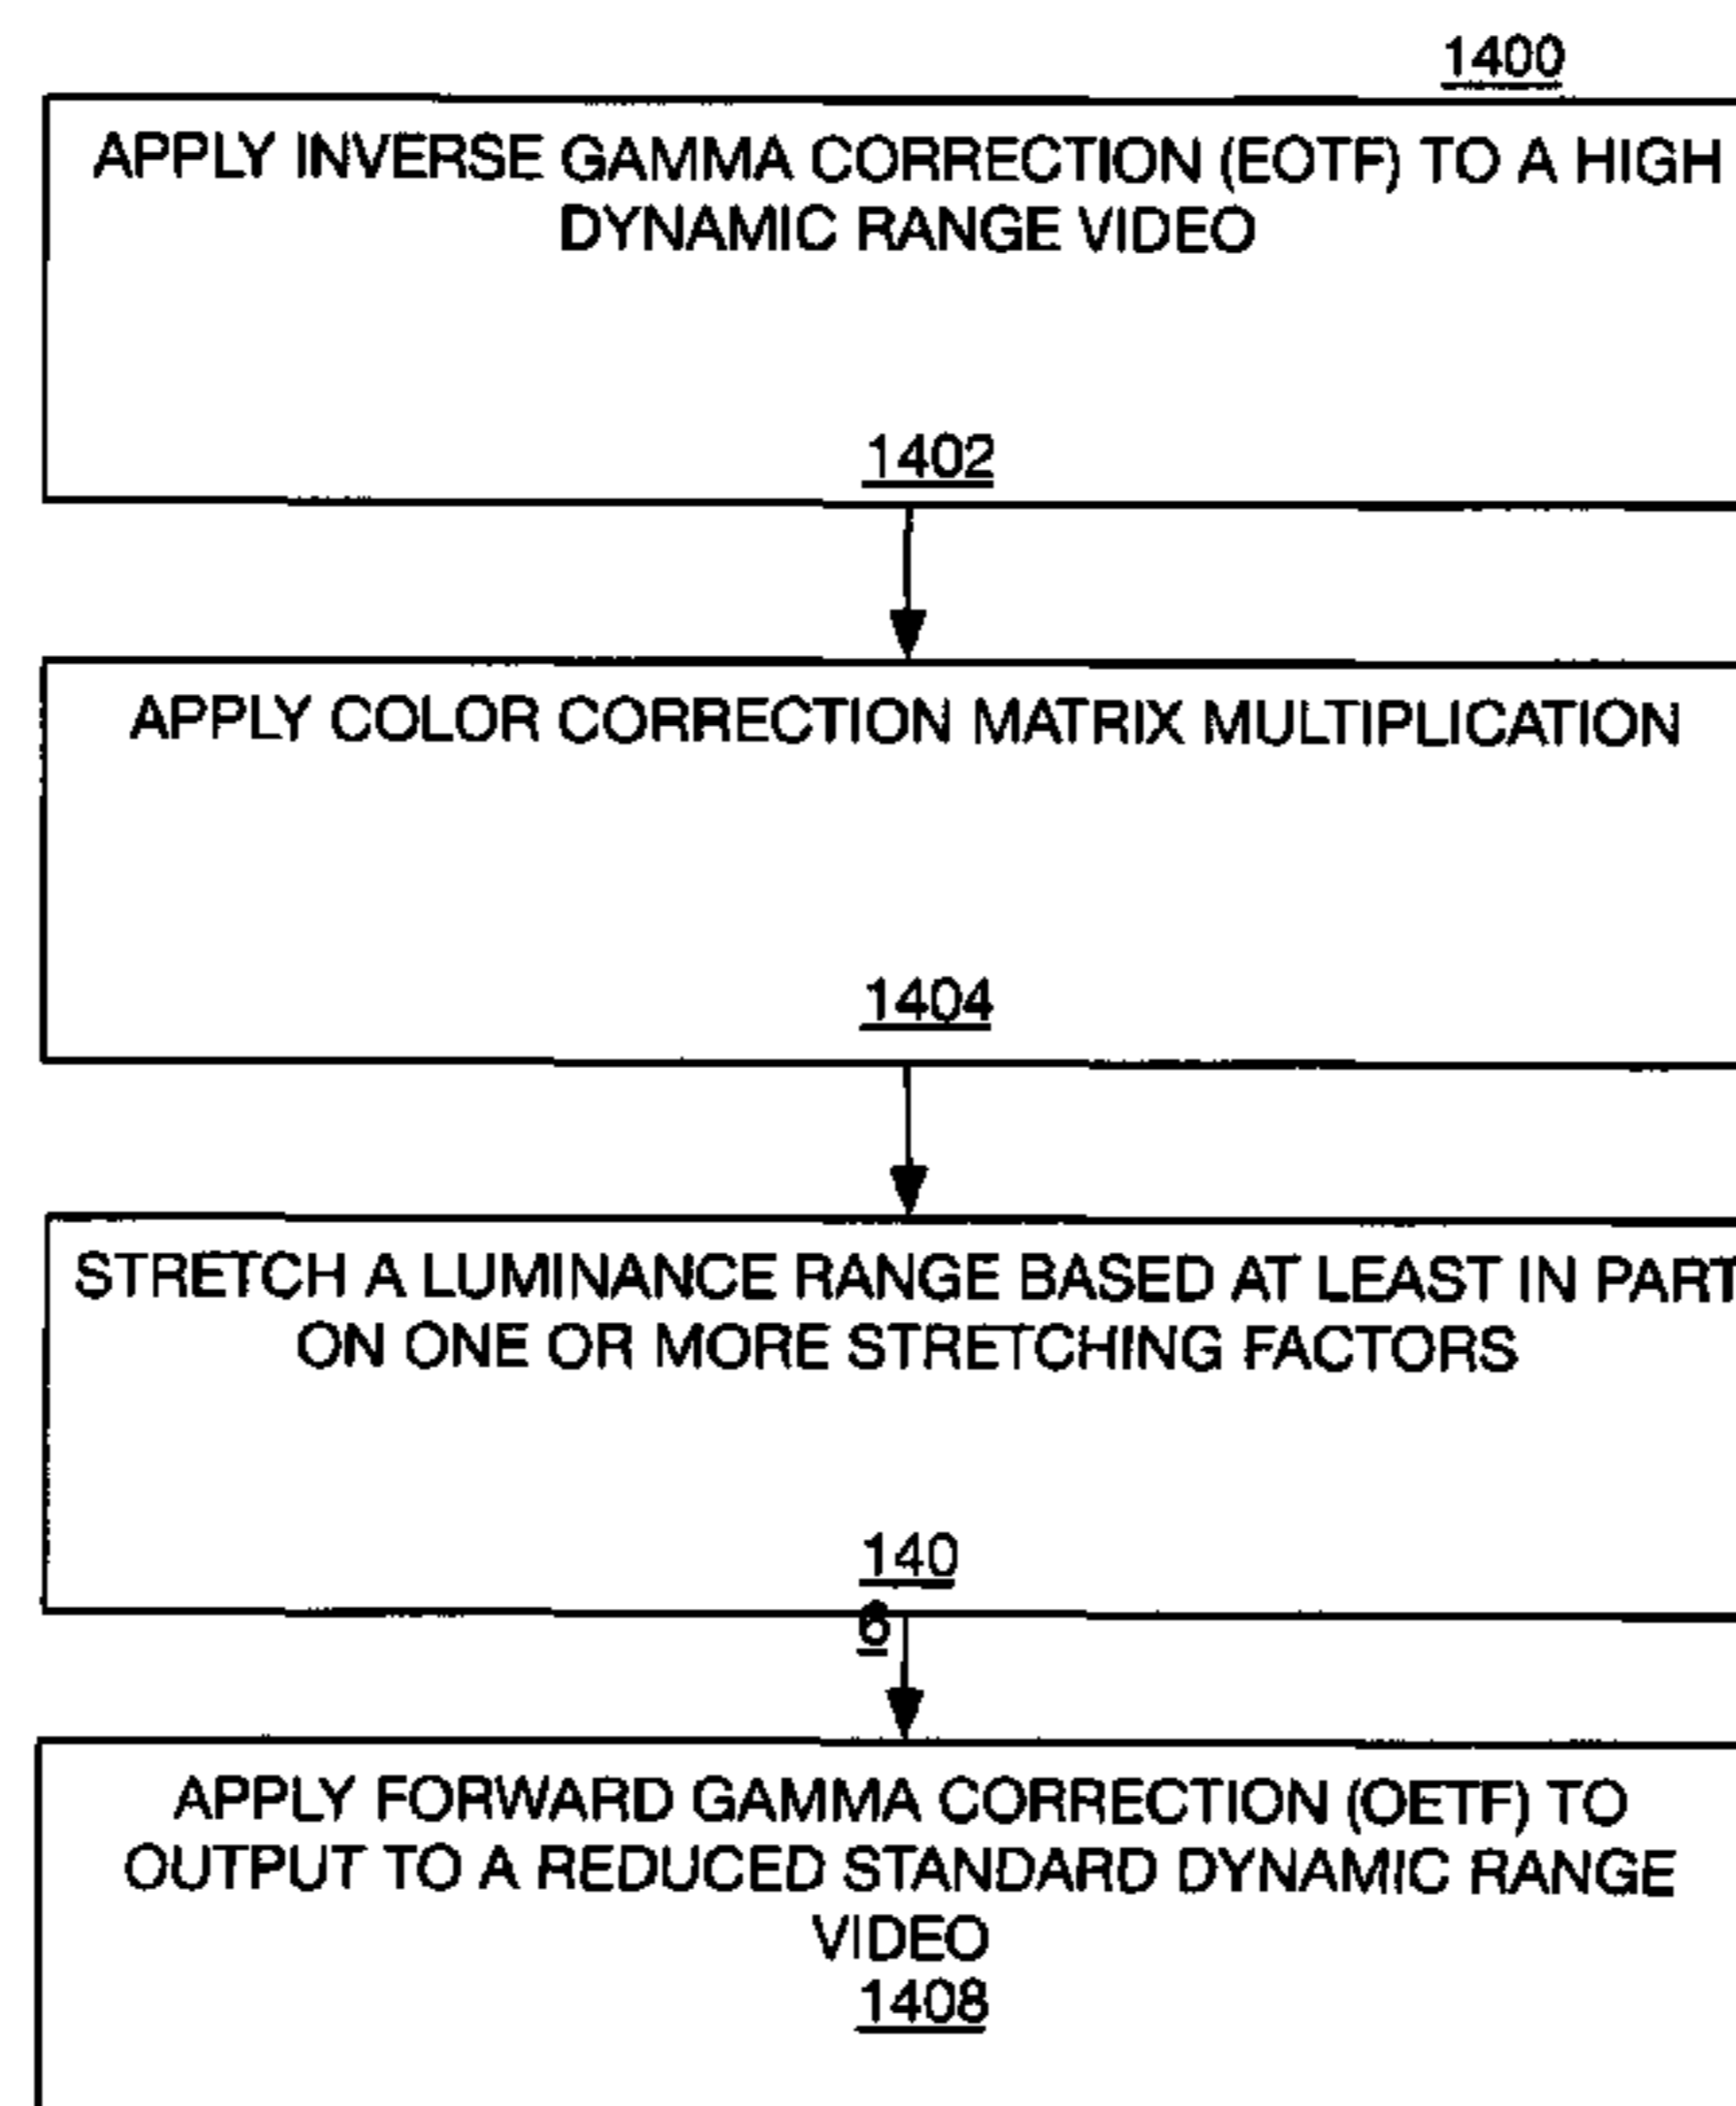 1400
APPLY INVERSE GAMMA CORRECTION (EOTF) TO A HIGH
DYNAMIC RANGE VIDEO
1402
APPLY COLOR CORRECTION MATRIX MULTIPLICATION
1404
STRETCH A LUMINANCE RANGE BASED AT LEAST IN PART
ON ONE OR MORE STRETCHING FACTORS
140
6
APPLY FORWARD GAMMA CORRECTION (OETF) TO
OUTPUT TO A REDUCED STANDARD DYNAMIC RANGE
VIDEO
1408